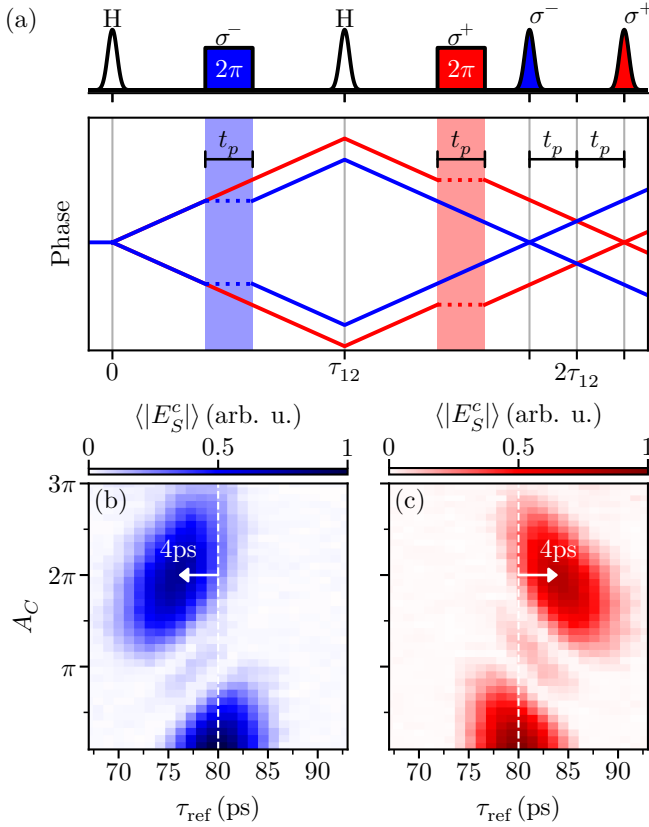 (a) H σ⁻ H σ⁺ σ⁻ σ⁺
2π 2π
t_p t_p t_p t_p
Phase
0 τ₁₂ 2τ₁₂
⟨|E_S^c|⟩ (arb. u.) ⟨|E_S^c|⟩ (arb. u.)
0 0.5 1 0 0.5 1
3π (b) (c)
4ps 4ps
2π
A_C
π
70 75 80 85 90 70 75 80 85 90
τ_ref (ps) τ_ref (ps)